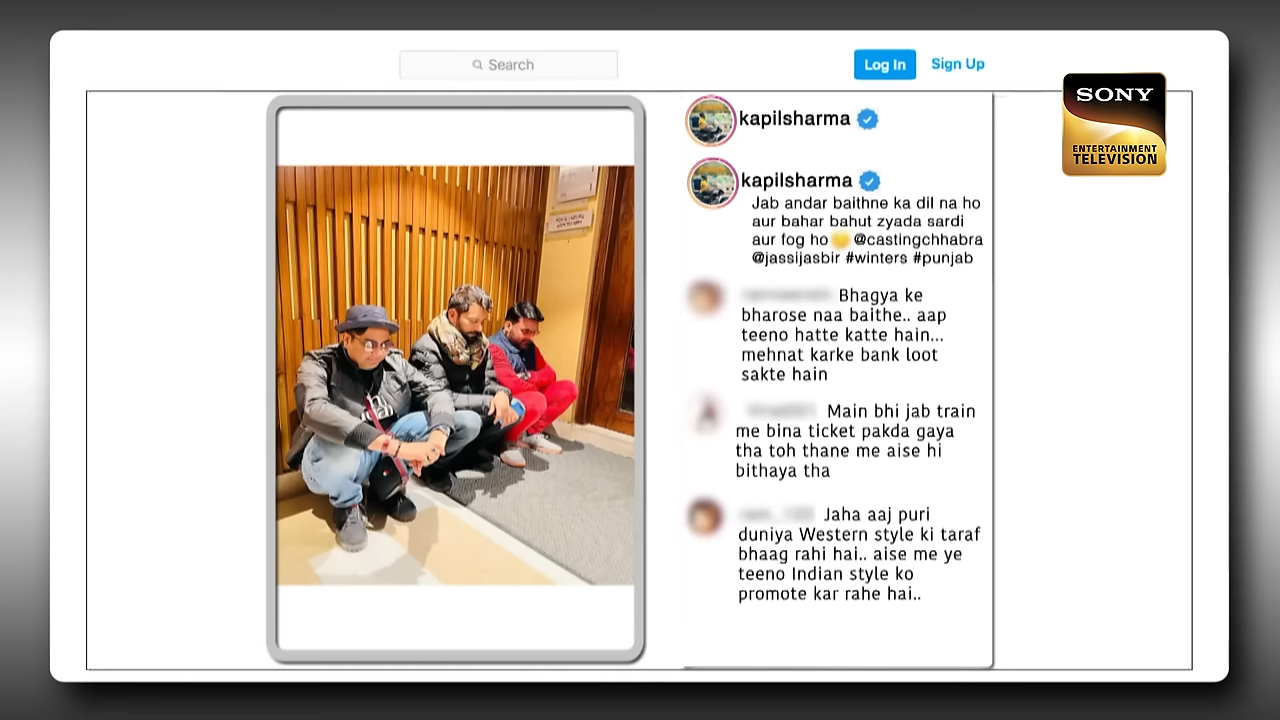 Search
Log In
Sign Up
SONY
ENTERTAINMENT
TELEVISION
kapilsharma
kapilsharma
Jab andar baithne ka dil na ho
aur bahar bahut zyada sardi
aur fog ho @castingchhabra
@jassijasbir #winters #punjab
Bhagya ke
bharose naa baithe.. aap
teeno hatte katte hain...
mehnat karke bank loot
sakte hain
Main bhi jab train
me bina ticket pakda gaya
tha toh thane me aise hi
bithaya tha
Jaha aaj puri
duniya Western style ki taraf
bhaag rahi hai.. aise me ye
teeno Indian style ko
promote kar rahe hai..